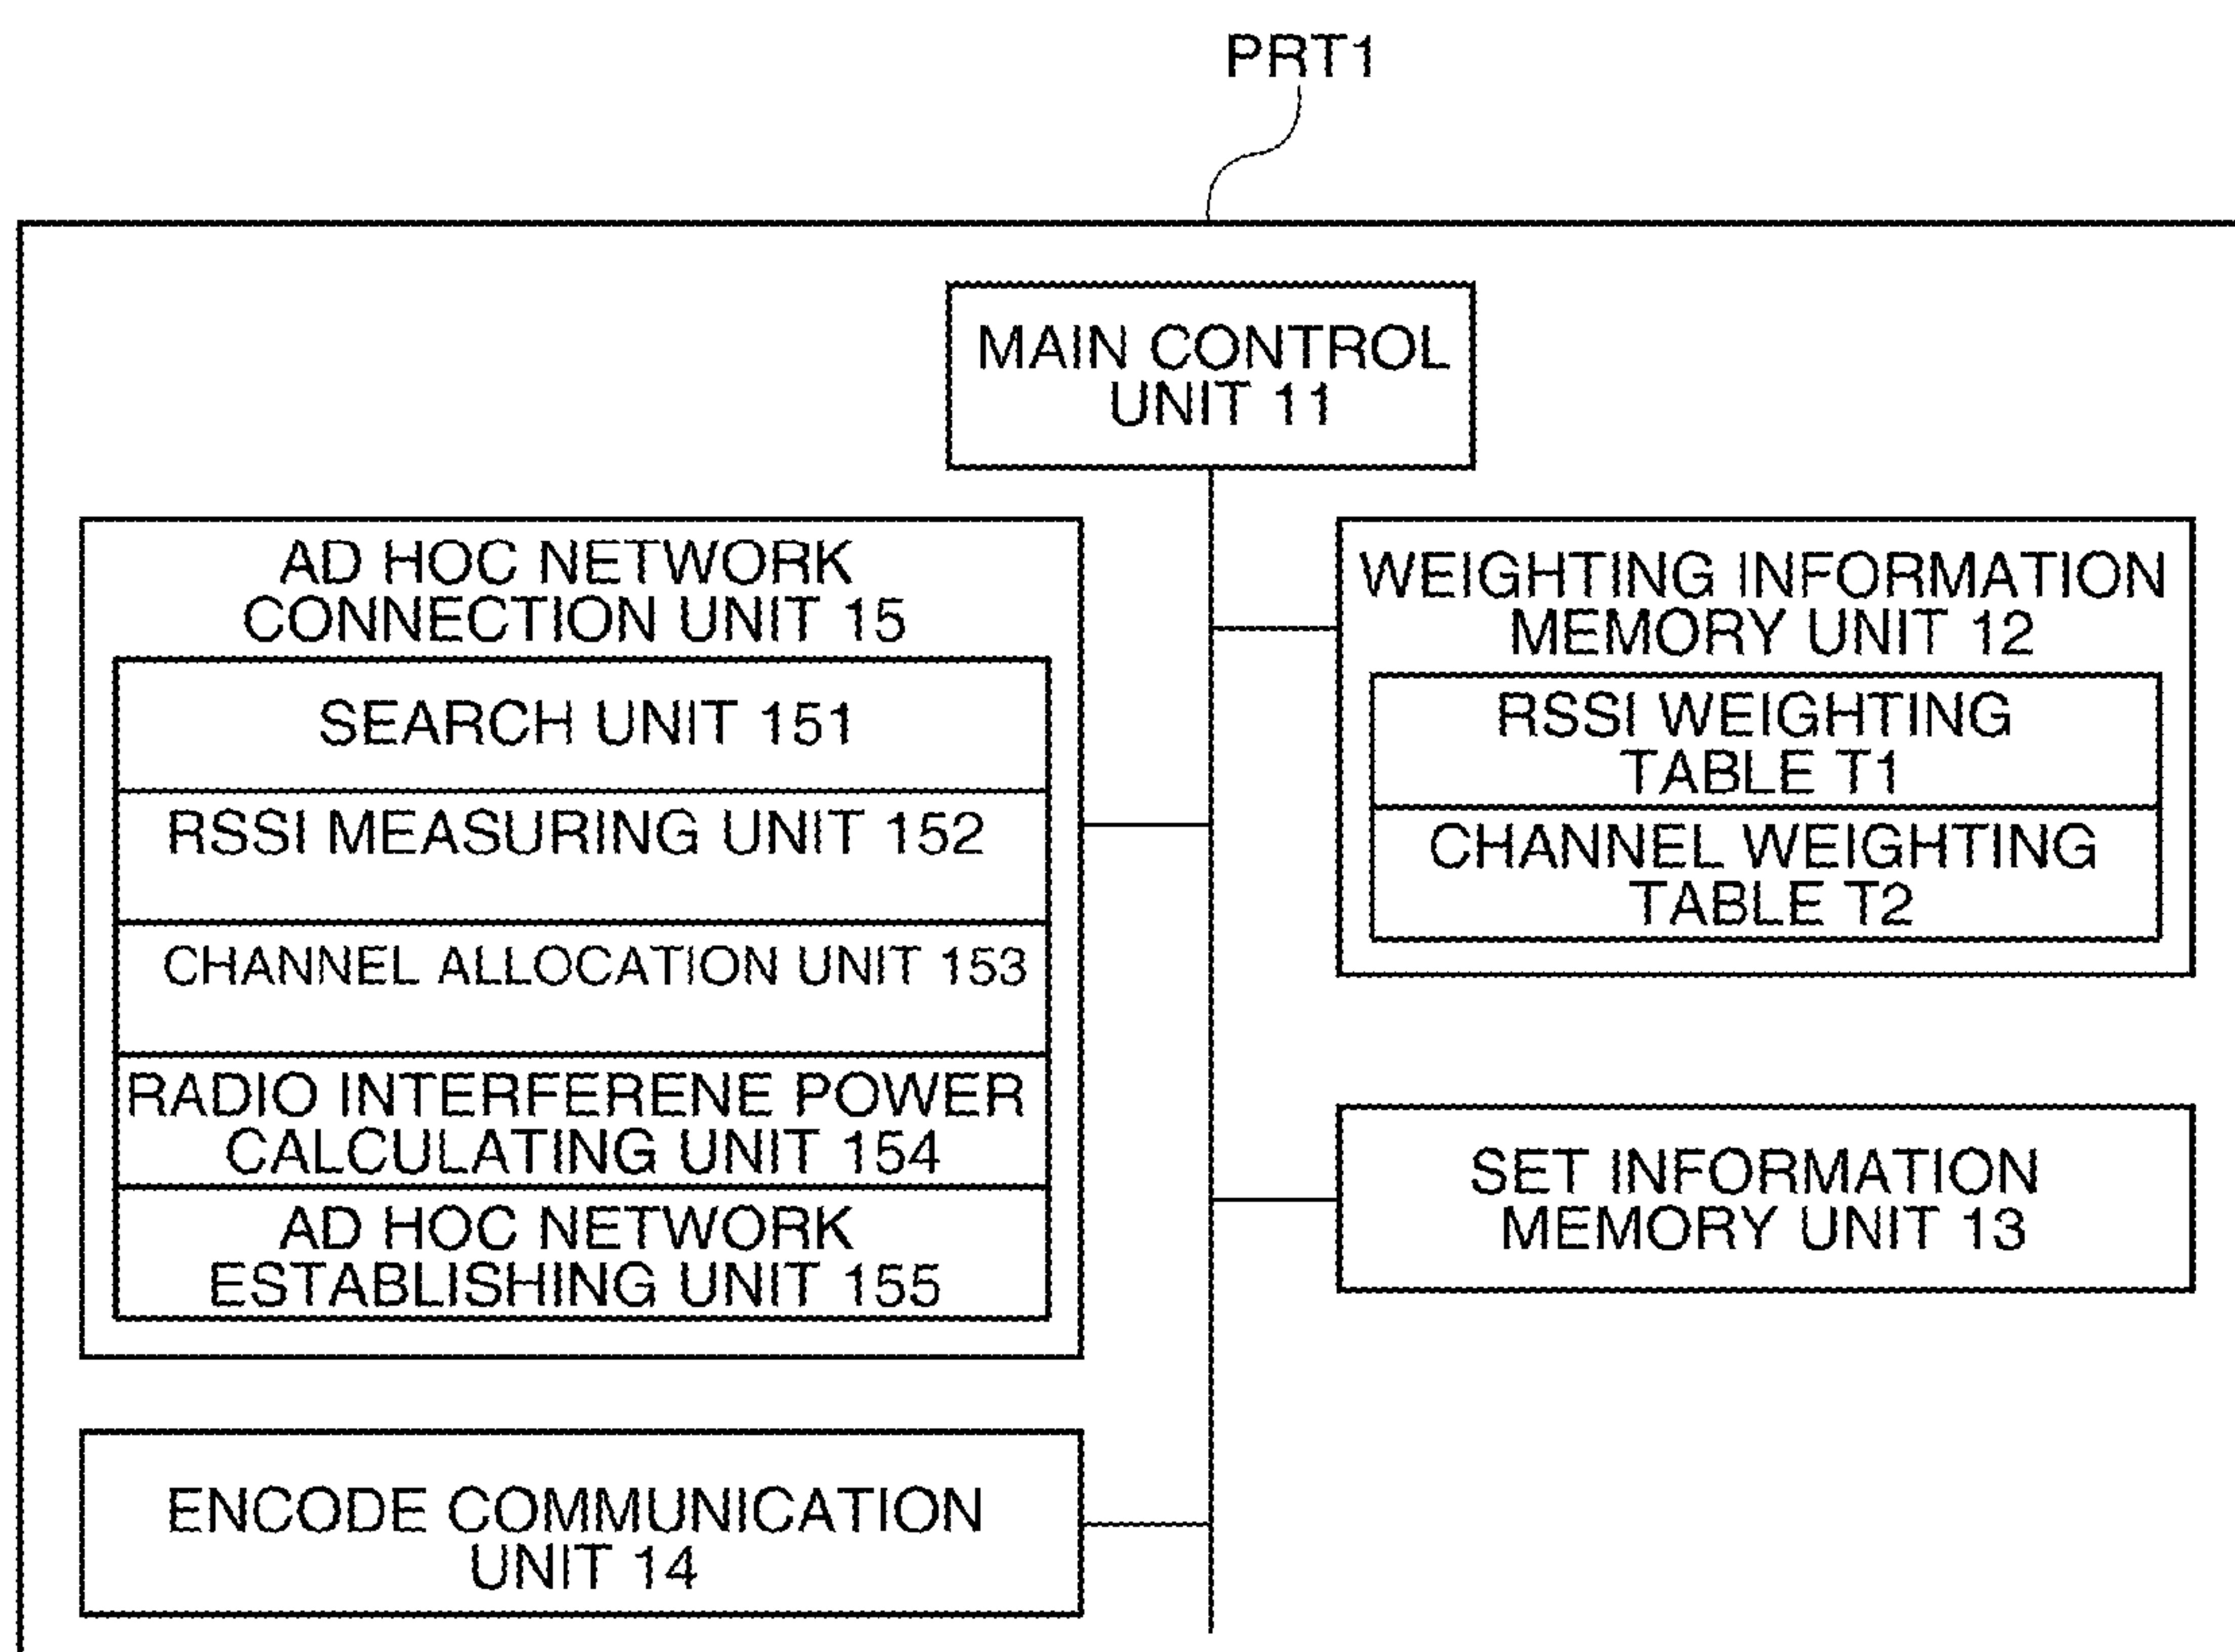 PRT1
MAIN CONTROL
UNIT 11
AD HOC NETWORK
CONNECTION UNIT 15
SEARCH UNIT 151
RSSI MEASURING UNIT 152
CHANNEL ALLOCATION UNIT 153
RADIO INTERFERENE POWER
CALCULATING UNIT 154
AD HOC NETWORK
ESTABLISHING UNIT 155
WEIGHTING INFORMATION
MEMORY UNIT 12
RSSI WEIGHTING
TABLE T1
CHANNEL WEIGHTING
TABLE T2
SET INFORMATION
MEMORY UNIT 13
ENCODE COMMUNICATION
UNIT 14